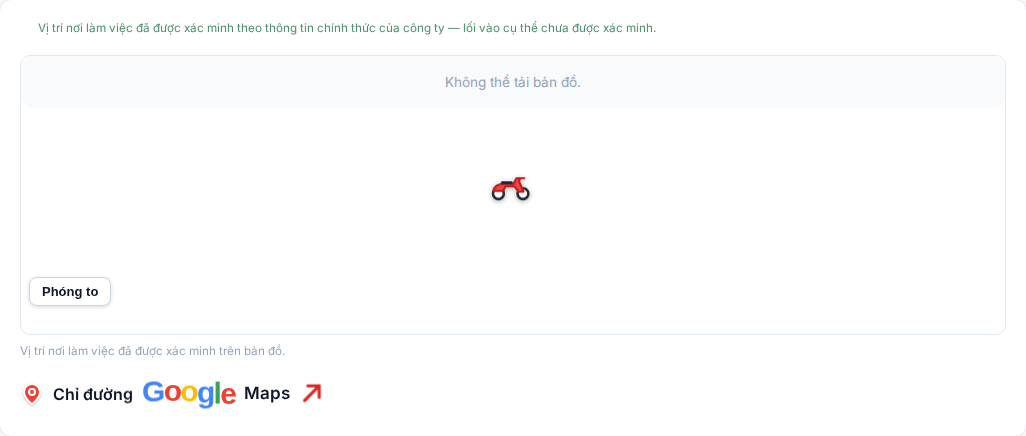 Vị trí nơi làm việc đã được xác minh theo thông tin chính thức của công ty — lối vào cụ thể chưa được xác minh.
Không thể tải bản đồ.
Phóng to
Vị trí nơi làm việc đã được xác minh trên bản đồ.
Chỉ đường Google Maps